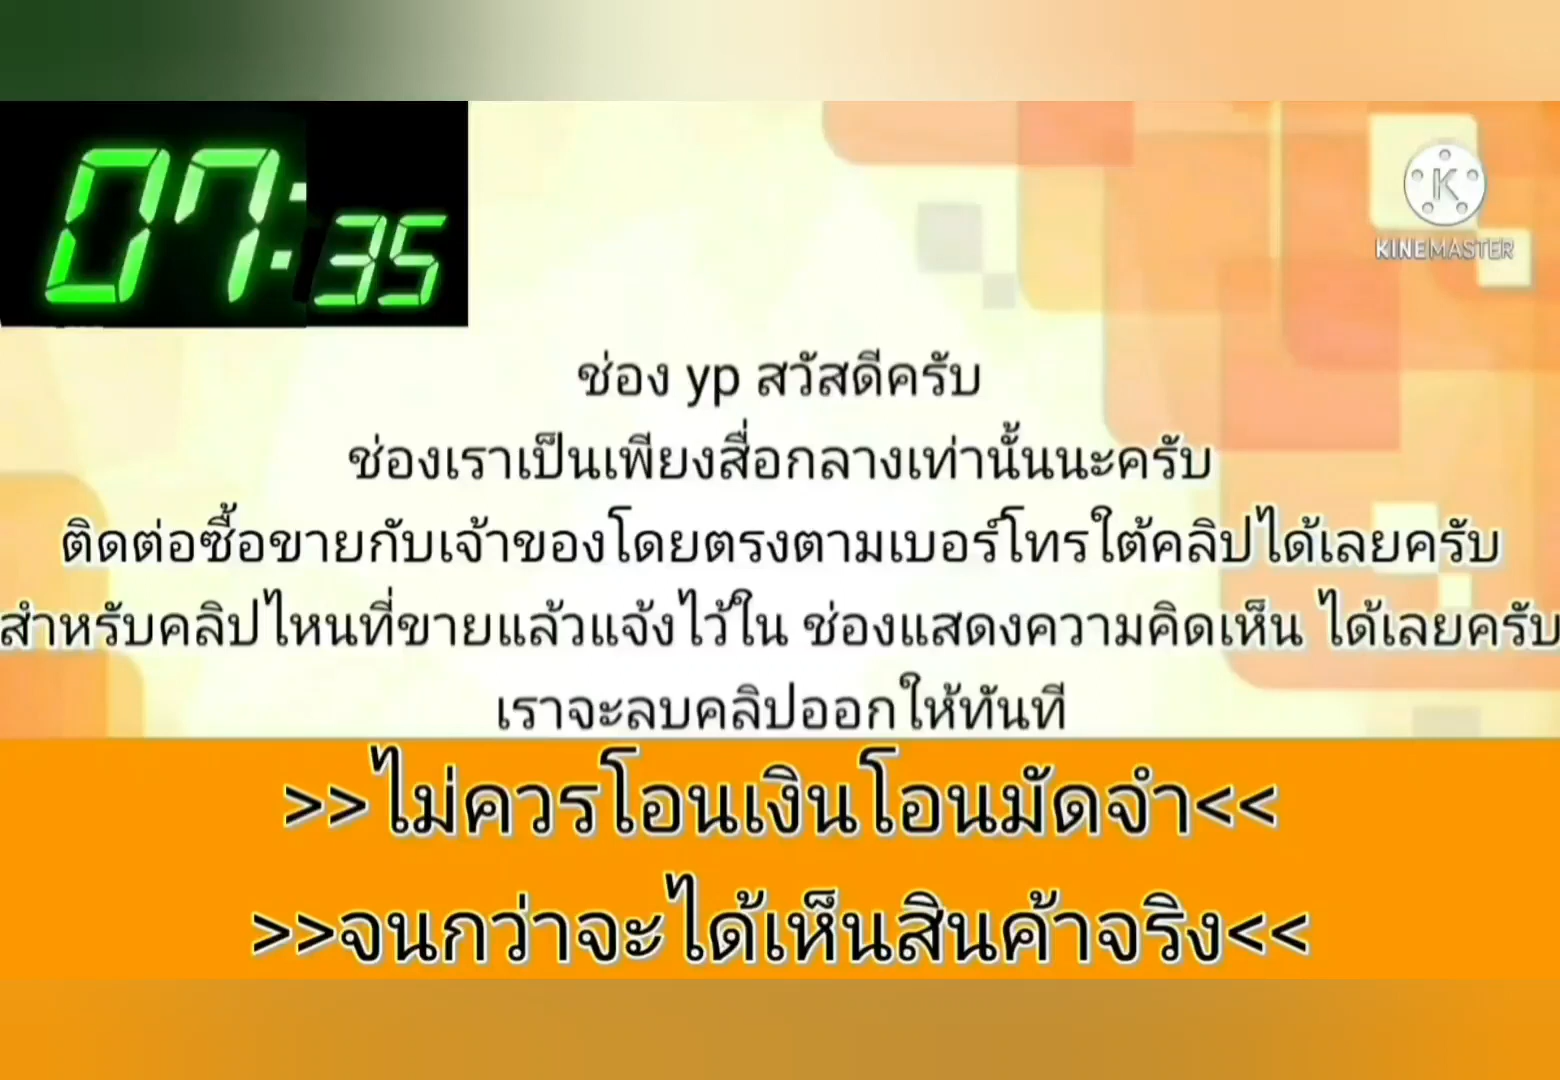 07:35
KINEMASTER
ช่อง yp สวัสดีครับ
ช่องเราเป็นเพียงสื่อกลางเท่านั้นนะครับ
ติดต่อซื้อขายกับเจ้าของโดยตรงตามเบอร์โทรใต้คลิปได้เลยครับ
สำหรับคลิปไหนที่ขายแล้วแจ้งไว้ใน ช่องแสดงความคิดเห็น ได้เลยครับ
เราจะลบคลิปออกให้ทันที
>>ไม่ควรโอนเงินโอนมัดจำ<<
>>จนกว่าจะได้เห็นสินค้าจริง<<